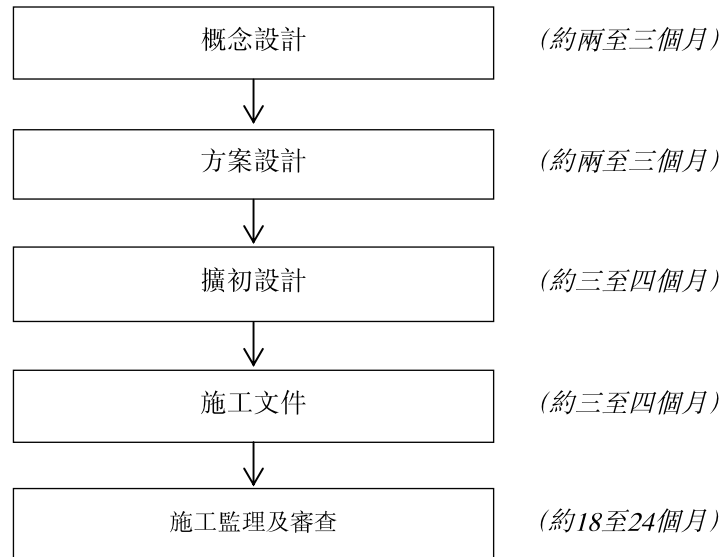 概念設計 (約兩至三個月)
方案設計 (約兩至三個月)
擴初設計 (約三至四個月)
施工文件 (約三至四個月)
施工監理及審查 (約18至24個月)